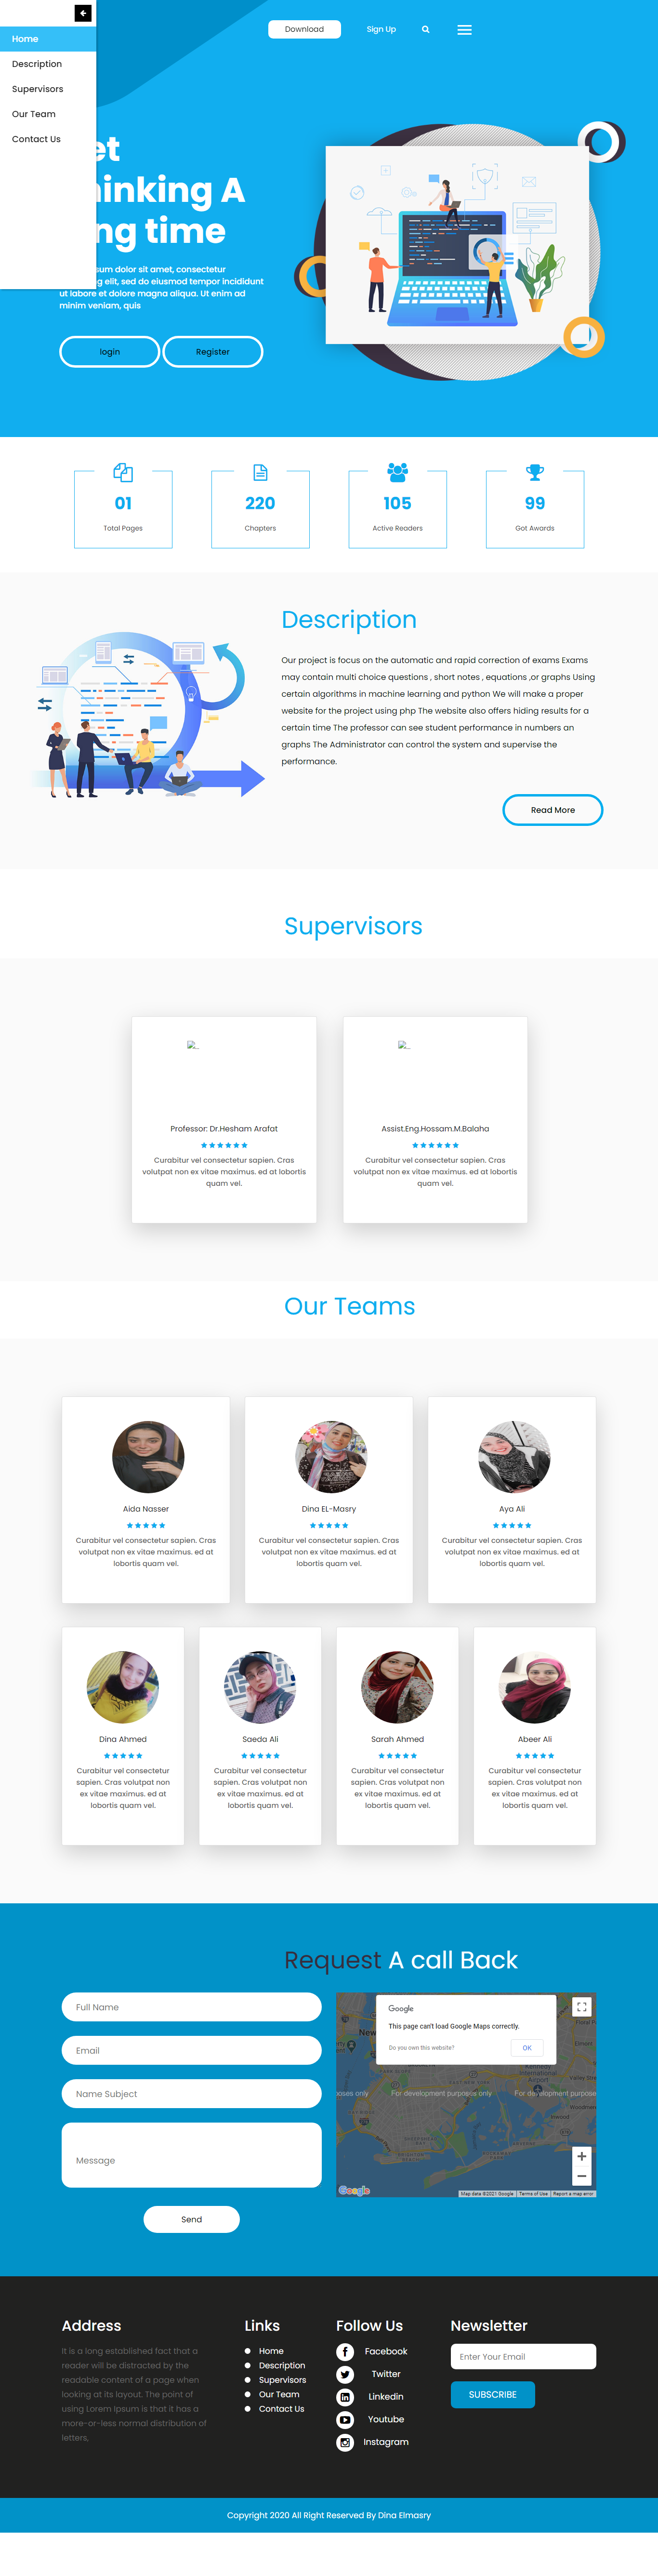 Home
Description
Supervisors
Our Team
Contact Us
Download
Sign Up
et
hinking A
ng time
sum dolor sit amet, consectetur
g elit, sed do eiusmod tempor incididunt
ut labore et dolore magna aliqua. Ut enim ad
minim veniam, quis
login
Register
01
Total Pages
220
Chapters
105
Active Readers
99
Got Awards
Description
Our project is focus on the automatic and rapid correction of exams Exams
may contain multi choice questions , short notes , equations ,or graphs Using
certain algorithms in machine learning and python We will make a proper
website for the project using php The website also offers hiding results for a
certain time The professor can see student performance in numbers an
graphs The Administrator can control the system and supervise the
performance.
Read More
Supervisors
Professor: Dr.Hesham Arafat
Curabitur vel consectetur sapien. Cras
volutpat non ex vitae maximus. ed at lobortis
quam vel.
Assist.Eng.Hossam.M.Balaha
Curabitur vel consectetur sapien. Cras
volutpat non ex vitae maximus. ed at lobortis
quam vel.
Our Teams
Aida Nasser
Curabitur vel consectetur sapien. Cras
volutpat non ex vitae maximus. ed at
lobortis quam vel.
Dina EL-Masry
Curabitur vel consectetur sapien. Cras
volutpat non ex vitae maximus. ed at
lobortis quam vel.
Aya Ali
Curabitur vel consectetur sapien. Cras
volutpat non ex vitae maximus. ed at
lobortis quam vel.
Dina Ahmed
Curabitur vel consectetur
sapien. Cras volutpat non
ex vitae maximus. ed at
lobortis quam vel.
Saeda Ali
Curabitur vel consectetur
sapien. Cras volutpat non
ex vitae maximus. ed at
lobortis quam vel.
Sarah Ahmed
Curabitur vel consectetur
sapien. Cras volutpat non
ex vitae maximus. ed at
lobortis quam vel.
Abeer Ali
Curabitur vel consectetur
sapien. Cras volutpat non
ex vitae maximus. ed at
lobortis quam vel.
Request A call Back
Full Name
Email
Name Subject
Message
Send
Google
This page can't load Google Maps correctly.
Do you own this website?
OK
New
Kennedy
International
Airport
Valley Stre
Woodmere
Inwood
Elmont
poses only
For development purposes only
For development purpose
Google
Map data ©2021 Google
Terms of Use
Report a map error
Address
It is a long established fact that a
reader will be distracted by the
readable content of a page when
looking at its layout. The point of
using Lorem Ipsum is that it has a
more-or-less normal distribution of
letters,
Links
Home
Description
Supervisors
Our Team
Contact Us
Follow Us
Facebook
Twitter
Linkedin
Youtube
Instagram
Newsletter
Enter Your Email
SUBSCRIBE
Copyright 2020 All Right Reserved By Dina Elmasry